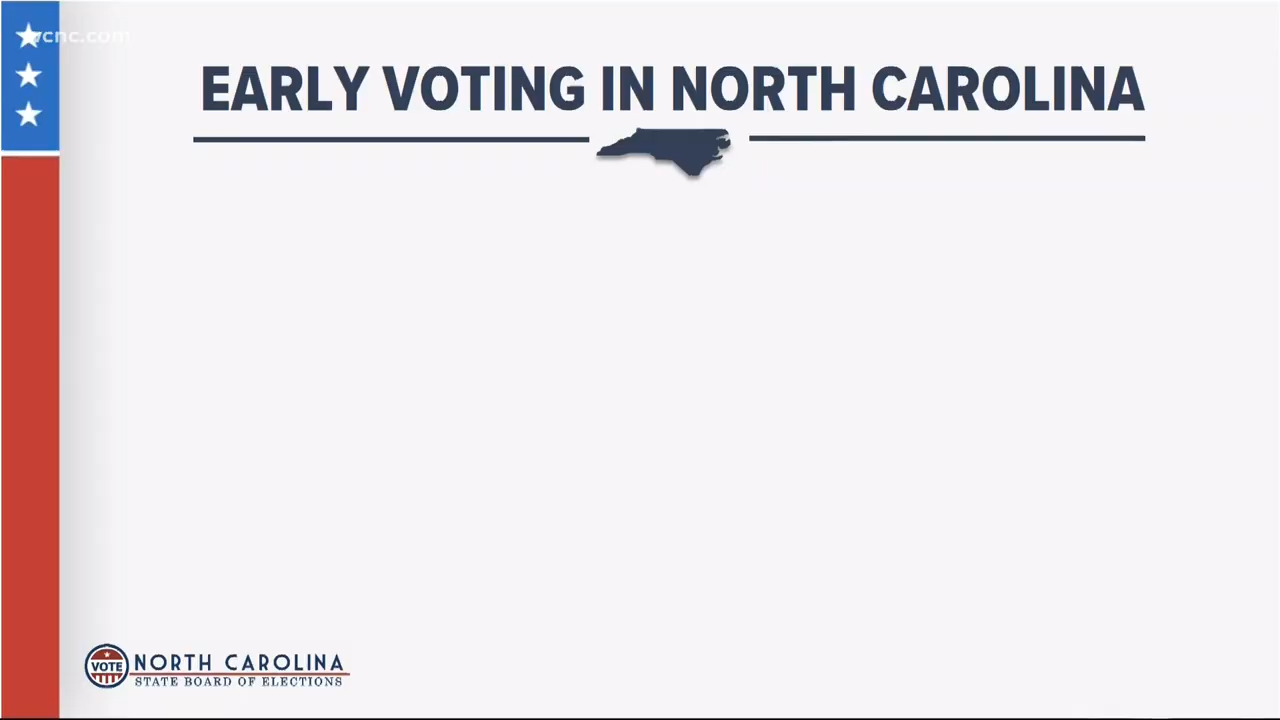 wcnc.com
EARLY VOTING IN NORTH CAROLINA
VOTE
NORTH CAROLINA
STATE BOARD OF ELECTIONS